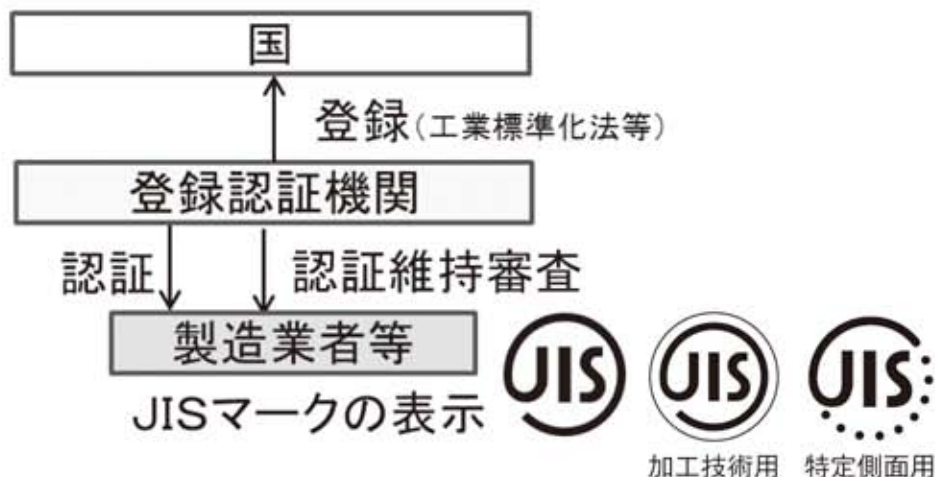 国
登録(工業標準化法等)
登録認証機関
認証
認証維持審査
製造業者等
JISマークの表示
JIS
JIS
JIS
加工技術用
特定側面用